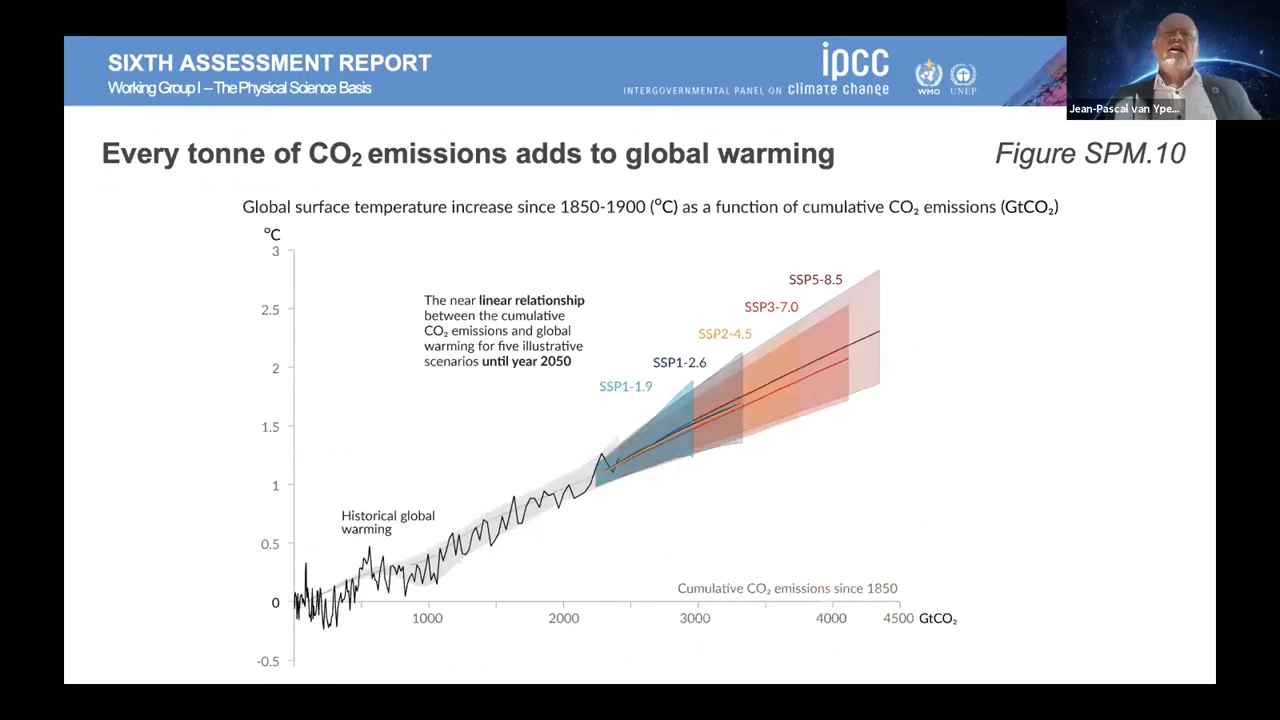 SIXTH ASSESSMENT REPORT
Working Group I – The Physical Science Basis
ipcc
INTERGOVERNMENTAL PANEL ON climate change
WMO
UNEP
Jean-Pascal van Ype...
Every tonne of CO₂ emissions adds to global warming
Figure SPM.10
Global surface temperature increase since 1850-1900 (°C) as a function of cumulative CO₂ emissions (GtCO₂)
°C
3
2.5
2
1.5
1
0.5
0
-0.5
The near linear relationship
between the cumulative
CO₂ emissions and global
warming for five illustrative
scenarios until year 2050
SSP5-8.5
SSP3-7.0
SSP2-4.5
SSP1-2.6
SSP1-1.9
Historical global
warming
Cumulative CO₂ emissions since 1850
1000
2000
3000
4000
4500 GtCO₂